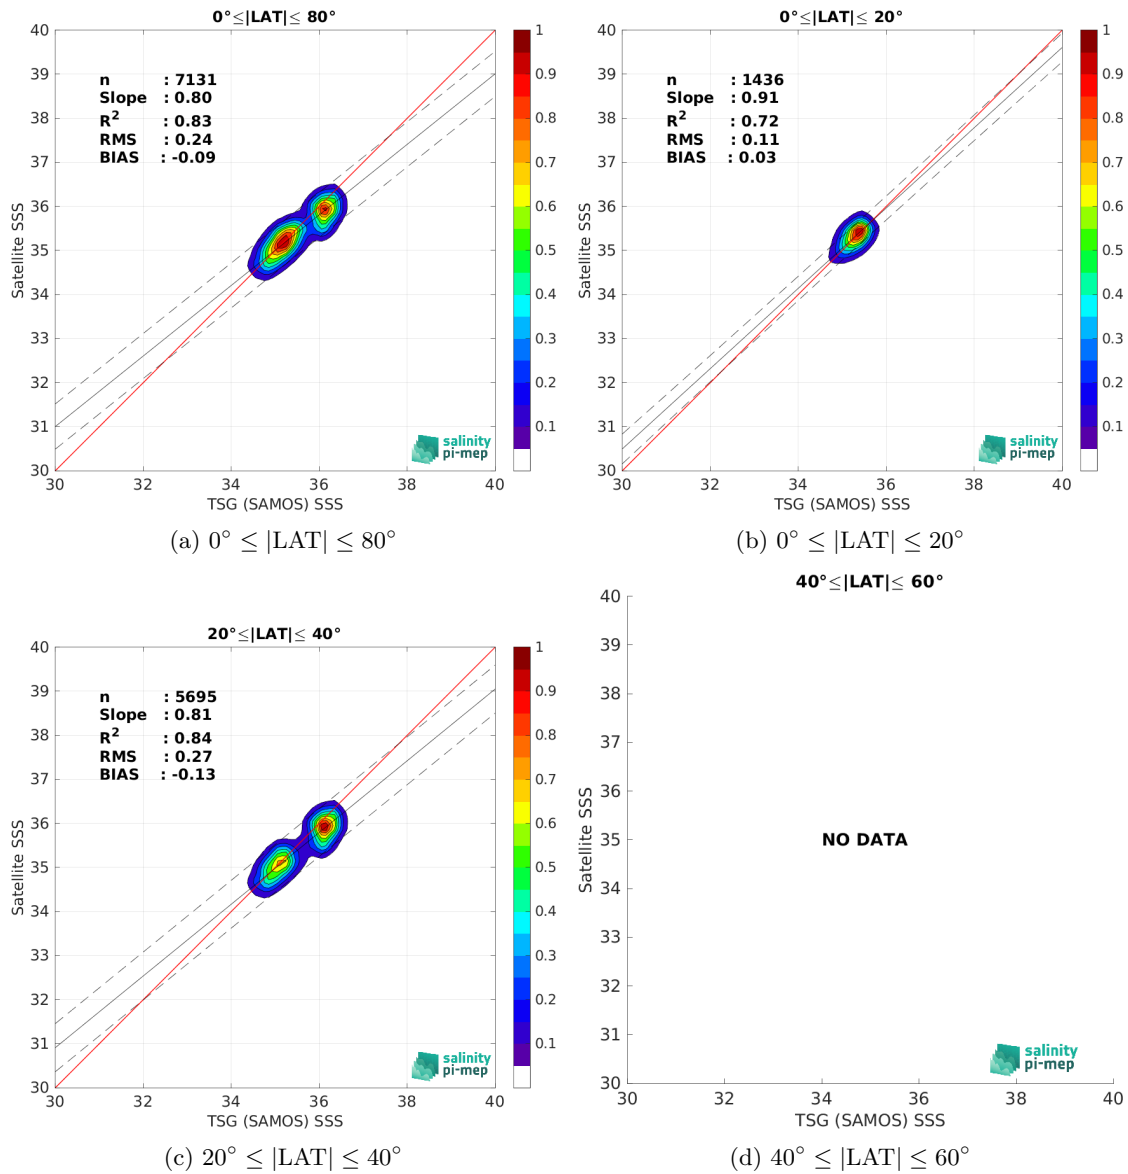 0°≤|LAT|≤ 80°
40
39
38
37
36
35
34
33
32
31
30
30
32
34
36
38
40
Satellite SSS
TSG (SAMOS) SSS
n : 7131
Slope : 0.80
R² : 0.83
RMS : 0.24
BIAS : -0.09
1
0.9
0.8
0.7
0.6
0.5
0.4
0.3
0.2
0.1
salinity
pi-mep
(a) 0° ≤ |LAT| ≤ 80°
0°≤|LAT|≤ 20°
40
39
38
37
36
35
34
33
32
31
30
30
32
34
36
38
40
Satellite SSS
TSG (SAMOS) SSS
n : 1436
Slope : 0.91
R² : 0.72
RMS : 0.11
BIAS : 0.03
1
0.9
0.8
0.7
0.6
0.5
0.4
0.3
0.2
0.1
salinity
pi-mep
(b) 0° ≤ |LAT| ≤ 20°
20°≤|LAT|≤ 40°
40
39
38
37
36
35
34
33
32
31
30
30
32
34
36
38
40
Satellite SSS
TSG (SAMOS) SSS
n : 5695
Slope : 0.81
R² : 0.84
RMS : 0.27
BIAS : -0.13
1
0.9
0.8
0.7
0.6
0.5
0.4
0.3
0.2
0.1
salinity
pi-mep
(c) 20° ≤ |LAT| ≤ 40°
40°≤|LAT|≤ 60°
40
39
38
37
36
35
34
33
32
31
30
30
32
34
36
38
40
Satellite SSS
TSG (SAMOS) SSS
NO DATA
salinity
pi-mep
(d) 40° ≤ |LAT| ≤ 60°